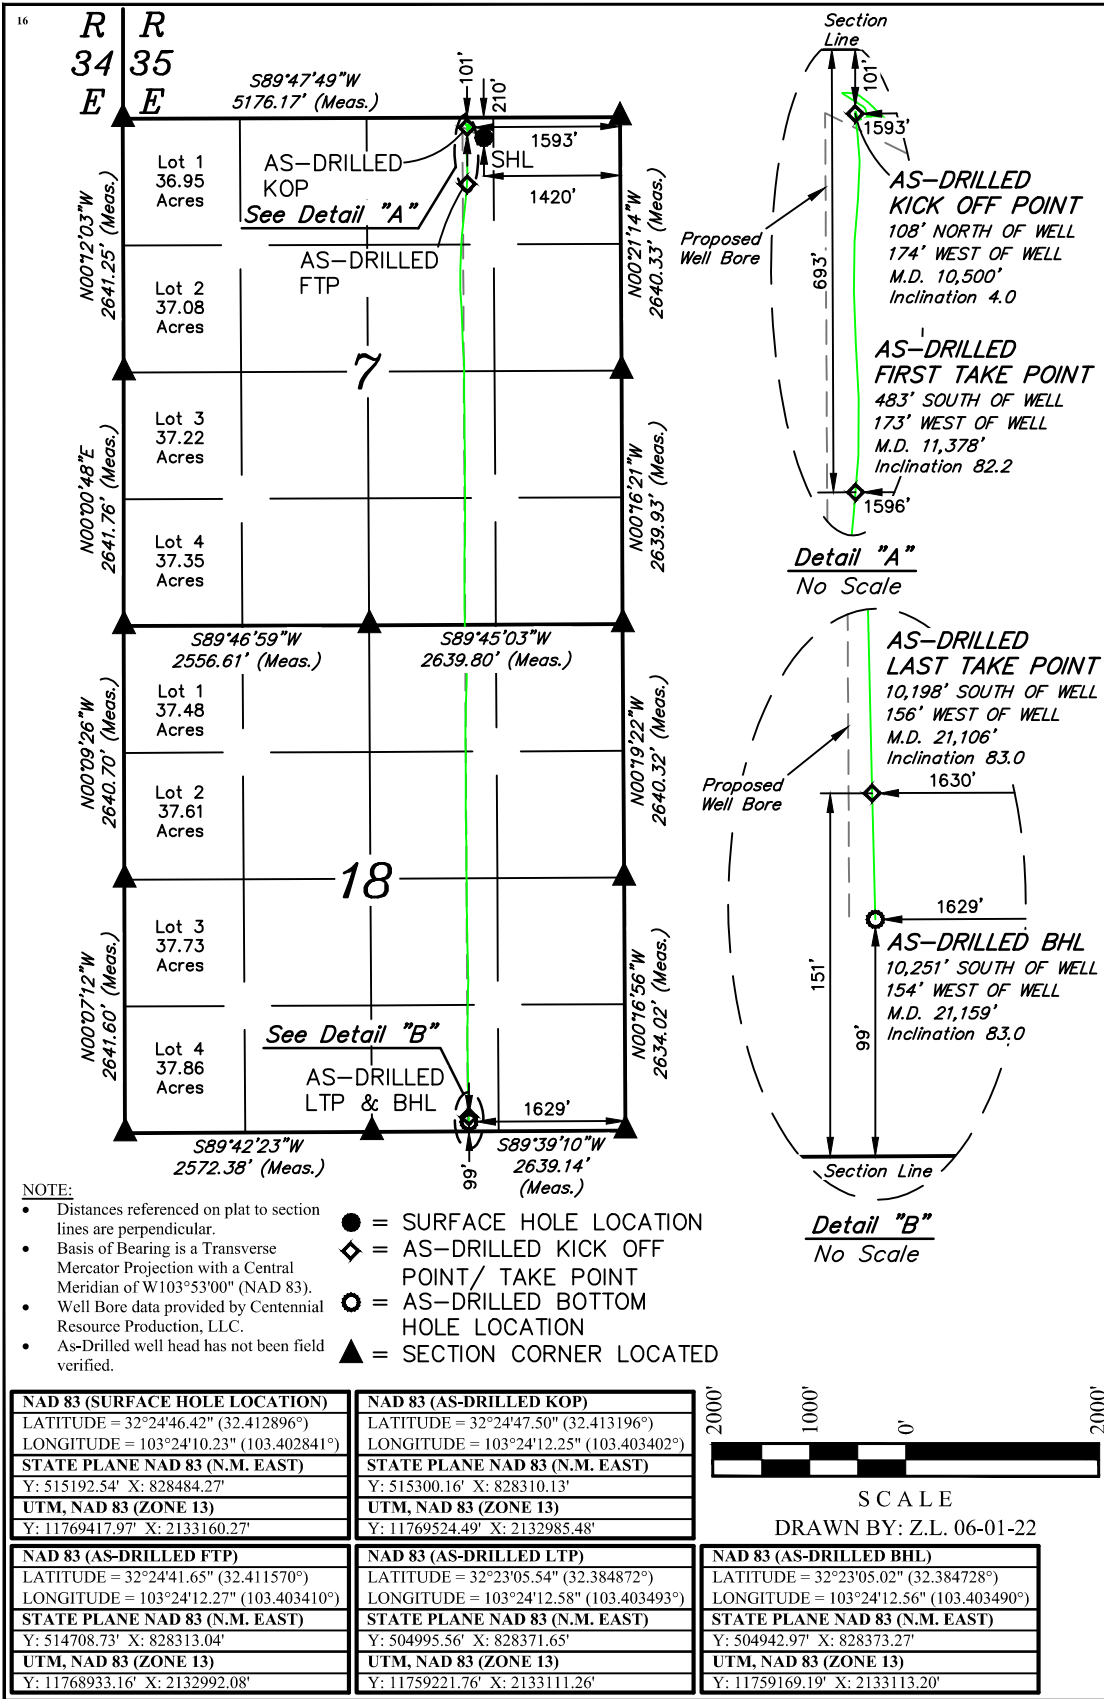 16
R R
34 35
E E
S89°47'49"W
5176.17' (Meas.)
101'
210'
1593'
SHL
1420'
AS-DRILLED
KOP
See Detail "A"
AS-DRILLED
FTP
Lot 1
36.95
Acres
Lot 2
37.08
Acres
Lot 3
37.22
Acres
Lot 4
37.35
Acres
7
N00°12'03"W
2641.25' (Meas.)
N00°00'48"E
2641.76' (Meas.)
N00°21'14"W
2640.33' (Meas.)
N00°16'21"W
2639.93' (Meas.)
S89°46'59"W
2556.61' (Meas.)
S89°45'03"W
2639.80' (Meas.)
Lot 1
37.48
Acres
Lot 2
37.61
Acres
Lot 3
37.73
Acres
Lot 4
37.86
Acres
18
N00°09'26"W
2640.70' (Meas.)
N00°07'12"W
2641.60' (Meas.)
N00°19'22"W
2640.32' (Meas.)
N00°16'56"W
2634.02' (Meas.)
See Detail "B"
AS-DRILLED
LTP & BHL
1629'
S89°42'23"W
2572.38' (Meas.)
99'
S89°39'10"W
2639.14'
(Meas.)
Section
Line
101'
1593'
AS-DRILLED
KICK OFF POINT
108' NORTH OF WELL
174' WEST OF WELL
M.D. 10,500'
Inclination 4.0
Proposed
Well Bore
693'
AS-DRILLED
FIRST TAKE POINT
483' SOUTH OF WELL
173' WEST OF WELL
M.D. 11,378'
Inclination 82.2
1596'
Detail "A"
No Scale
AS-DRILLED
LAST TAKE POINT
10,198' SOUTH OF WELL
156' WEST OF WELL
M.D. 21,106'
Inclination 83.0
1630'
Proposed
Well Bore
1629'
AS-DRILLED BHL
10,251' SOUTH OF WELL
154' WEST OF WELL
M.D. 21,159'
Inclination 83.0
151'
99'
Section Line
Detail "B"
No Scale
NOTE:
• Distances referenced on plat to section
lines are perpendicular.
• Basis of Bearing is a Transverse
Mercator Projection with a Central
Meridian of W103°53'00" (NAD 83).
• Well Bore data provided by Centennial
Resource Production, LLC.
• As-Drilled well head has not been field
verified.
= SURFACE HOLE LOCATION
= AS-DRILLED KICK OFF
POINT/ TAKE POINT
= AS-DRILLED BOTTOM
HOLE LOCATION
= SECTION CORNER LOCATED
NAD 83 (SURFACE HOLE LOCATION)
LATITUDE = 32°24'46.42" (32.412896°)
LONGITUDE = 103°24'10.23" (103.402841°)
STATE PLANE NAD 83 (N.M. EAST)
Y: 515192.54' X: 828484.27'
UTM, NAD 83 (ZONE 13)
Y: 11769417.97' X: 2133160.27'
NAD 83 (AS-DRILLED KOP)
LATITUDE = 32°24'47.50" (32.413196°)
LONGITUDE = 103°24'12.25" (103.403402°)
STATE PLANE NAD 83 (N.M. EAST)
Y: 515300.16' X: 828310.13'
UTM, NAD 83 (ZONE 13)
Y: 11769524.49' X: 2132985.48'
2000'
1000'
0'
2000'
SCALE
DRAWN BY: Z.L. 06-01-22
NAD 83 (AS-DRILLED FTP)
LATITUDE = 32°24'41.65" (32.411570°)
LONGITUDE = 103°24'12.27" (103.403410°)
STATE PLANE NAD 83 (N.M. EAST)
Y: 514708.73' X: 828313.04'
UTM, NAD 83 (ZONE 13)
Y: 11768933.16' X: 2132992.08'
NAD 83 (AS-DRILLED LTP)
LATITUDE = 32°23'05.54" (32.384872°)
LONGITUDE = 103°24'12.58" (103.403493°)
STATE PLANE NAD 83 (N.M. EAST)
Y: 504995.56' X: 828371.65'
UTM, NAD 83 (ZONE 13)
Y: 11759221.76' X: 2133111.26'
NAD 83 (AS-DRILLED BHL)
LATITUDE = 32°23'05.02" (32.384728°)
LONGITUDE = 103°24'12.56" (103.403490°)
STATE PLANE NAD 83 (N.M. EAST)
Y: 504942.97' X: 828373.27'
UTM, NAD 83 (ZONE 13)
Y: 11759169.19' X: 2133113.20'